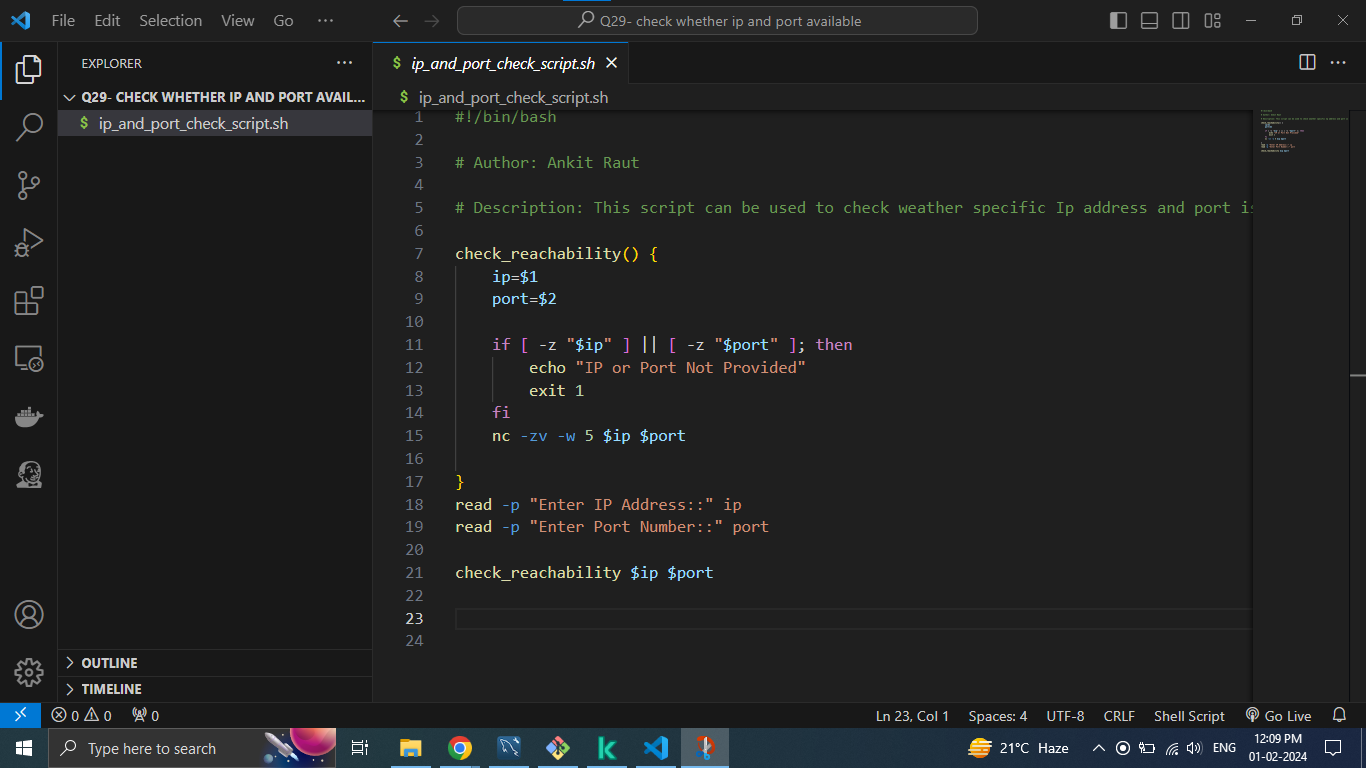 File Edit Selection View Go ···
Q29- check whether ip and port available
EXPLORER
Q29- CHECK WHETHER IP AND PORT AVAIL...
$ ip_and_port_check_script.sh
$ ip_and_port_check_script.sh
$ ip_and_port_check_script.sh
1 #!/bin/bash
2
3 # Author: Ankit Raut
4
5 # Description: This script can be used to check weather specific Ip address and port is
6
7 check_reachability() {
8 ip=$1
9 port=$2
10
11 if [ -z "$ip" ] || [ -z "$port" ]; then
12 echo "IP or Port Not Provided"
13 exit 1
14 fi
15 nc -zv -w 5 $ip $port
16
17 }
18 read -p "Enter IP Address::" ip
19 read -p "Enter Port Number::" port
20
21 check_reachability $ip $port
22
23
24
OUTLINE
TIMELINE
0 0 0 Ln 23, Col 1 Spaces: 4 UTF-8 CRLF Shell Script Go Live
Type here to search
21°C Haze ENG
12:09 PM
01-02-2024